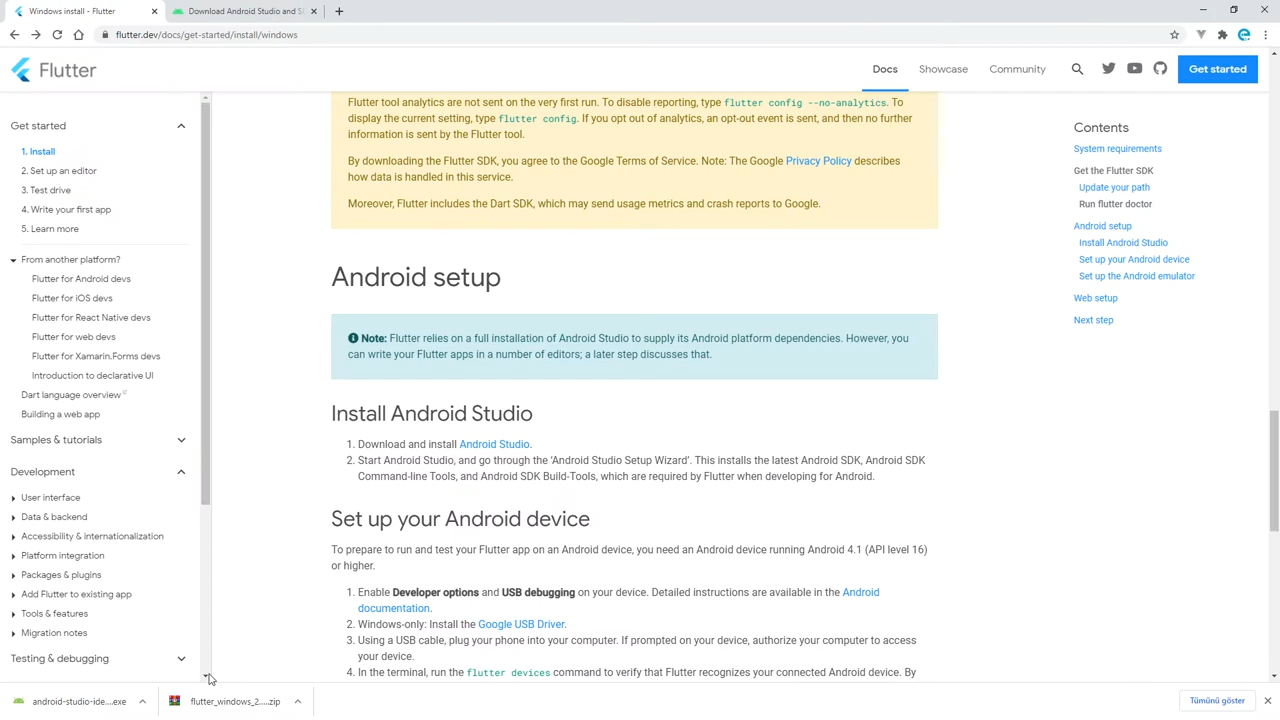 Windows install - Flutter
Download Android Studio and S
flutter.dev/docs/get-started/install/windows
Flutter
Docs
Showcase
Community
Get started
Get started
1. Install
2. Set up an editor
3. Test drive
4. Write your first app
5. Learn more
From another platform?
Flutter for Android devs
Flutter for iOS devs
Flutter for React Native devs
Flutter for web devs
Flutter for Xamarin.Forms devs
Introduction to declarative UI
Dart language overview
Building a web app
Samples & tutorials
Development
User interface
Data & backend
Accessibility & internationalization
Platform integration
Packages & plugins
Add Flutter to existing app
Tools & features
Migration notes
Testing & debugging
Flutter tool analytics are not sent on the very first run. To disable reporting, type flutter config --no-analytics. To
display the current setting, type flutter config. If you opt out of analytics, an opt-out event is sent, and then no further
information is sent by the Flutter tool.
By downloading the Flutter SDK, you agree to the Google Terms of Service. Note: The Google Privacy Policy describes
how data is handled in this service.
Moreover, Flutter includes the Dart SDK, which may send usage metrics and crash reports to Google.
Android setup
Note: Flutter relies on a full installation of Android Studio to supply its Android platform dependencies. However, you
can write your Flutter apps in a number of editors; a later step discusses that.
Install Android Studio
1. Download and install Android Studio.
2. Start Android Studio, and go through the ‘Android Studio Setup Wizard’. This installs the latest Android SDK, Android SDK
Command-line Tools, and Android SDK Build-Tools, which are required by Flutter when developing for Android.
Set up your Android device
To prepare to run and test your Flutter app on an Android device, you need an Android device running Android 4.1 (API level 16)
or higher.
1. Enable Developer options and USB debugging on your device. Detailed instructions are available in the Android
documentation.
2. Windows-only: Install the Google USB Driver.
3. Using a USB cable, plug your phone into your computer. If prompted on your device, authorize your computer to access
your device.
4. In the terminal, run the flutter devices command to verify that Flutter recognizes your connected Android device. By
Contents
System requirements
Get the Flutter SDK
Update your path
Run flutter doctor
Android setup
Install Android Studio
Set up your Android device
Set up the Android emulator
Web setup
Next step
android-studio-ide....exe
flutter_windows_2.....zip
Tümünü göster